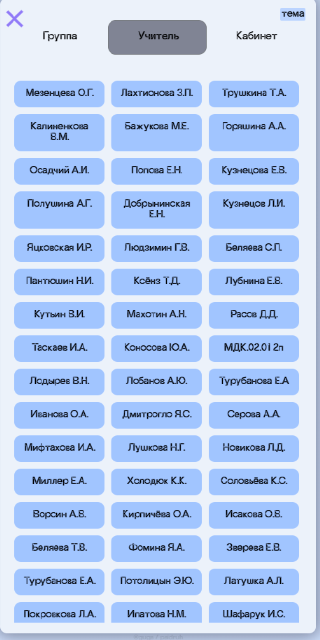 тема
Группа Учитель Кабинет
Мезенцева О.Г. Лахтионова З.П. Трушкина Т.А.
Калиненкова Бажукова М.Е. Горяшина А.А.
В.М.
Осадчий А.И. Попова Е.Н. Кузнецова Е.В.
Полушина А.Г. Добрынинская Кузнецов Л.И.
Е.Н.
Яцковская И.Р. Людзимин Г.В. Беляева С.П.
Пантюшин Н.И. Ксёнз Т.Д. Лубнина Е.В.
Кутьин В.И. Махотин А.Н. Расов Д.Д.
Таскаев И.А. Коносова Ю.А. МДК.02.01 2п
Лодырев В.Н. Лобанов А.Ю. Турубанова Е.А
Иванова О.А. Дмитрогло Я.С. Серова А.А.
Мифтахова И.А. Лушкова Н.Г. Новикова Л.Д.
Миллер Е.А. Холодюк К.К. Соловьёва К.С.
Ворсин А.В. Кирпичёва О.А. Исакова О.В.
Беляева Т.В. Фомина Я.А. Зверева Е.В.
Турубанова Е.А. Потолицын Э.Ю. Латушка А.Л.
Покровкова Л.А. Ипатова Н.М. Шафарук И.С.